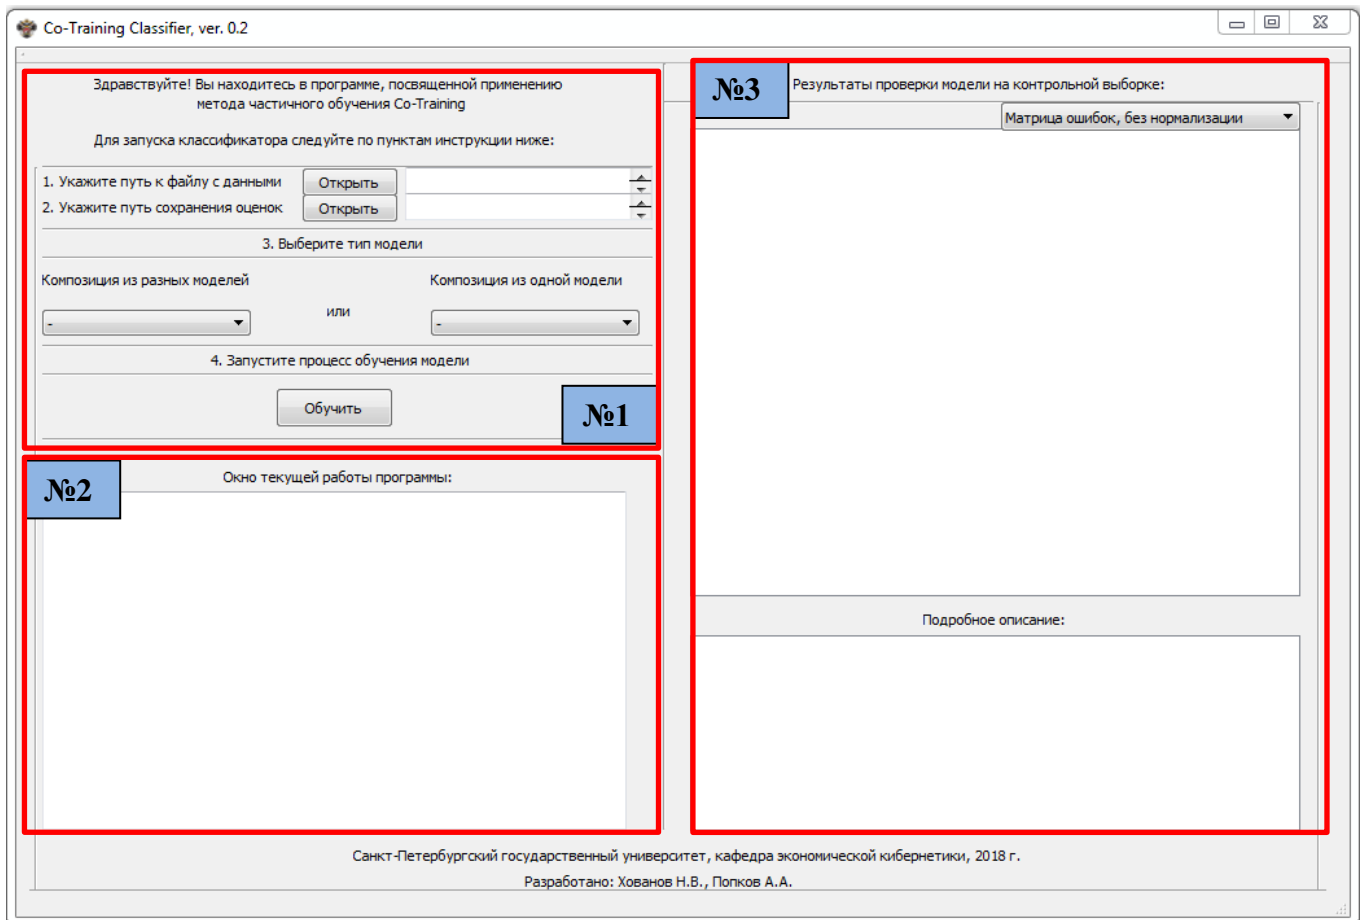 Co-Training Classifier, ver. 0.2
Здравствуйте! Вы находитесь в программе, посвященной применению
метода частичного обучения Co-Training
Для запуска классификатора следуйте по пунктам инструкции ниже:
1. Укажите путь к файлу с данными
Открыть
2. Укажите путь сохранения оценок
Открыть
3. Выберите тип модели
Композиция из разных моделей
Композиция из одной модели
или
-
-
4. Запустите процесс обучения модели
Обучить
№1
№2
Окно текущей работы программы:
№3
Результаты проверки модели на контрольной выборке:
Матрица ошибок, без нормализации
Подробное описание:
Санкт-Петербургский государственный университет, кафедра экономической кибернетики, 2018 г.
Разработано: Хованов Н.В., Попков А.А.